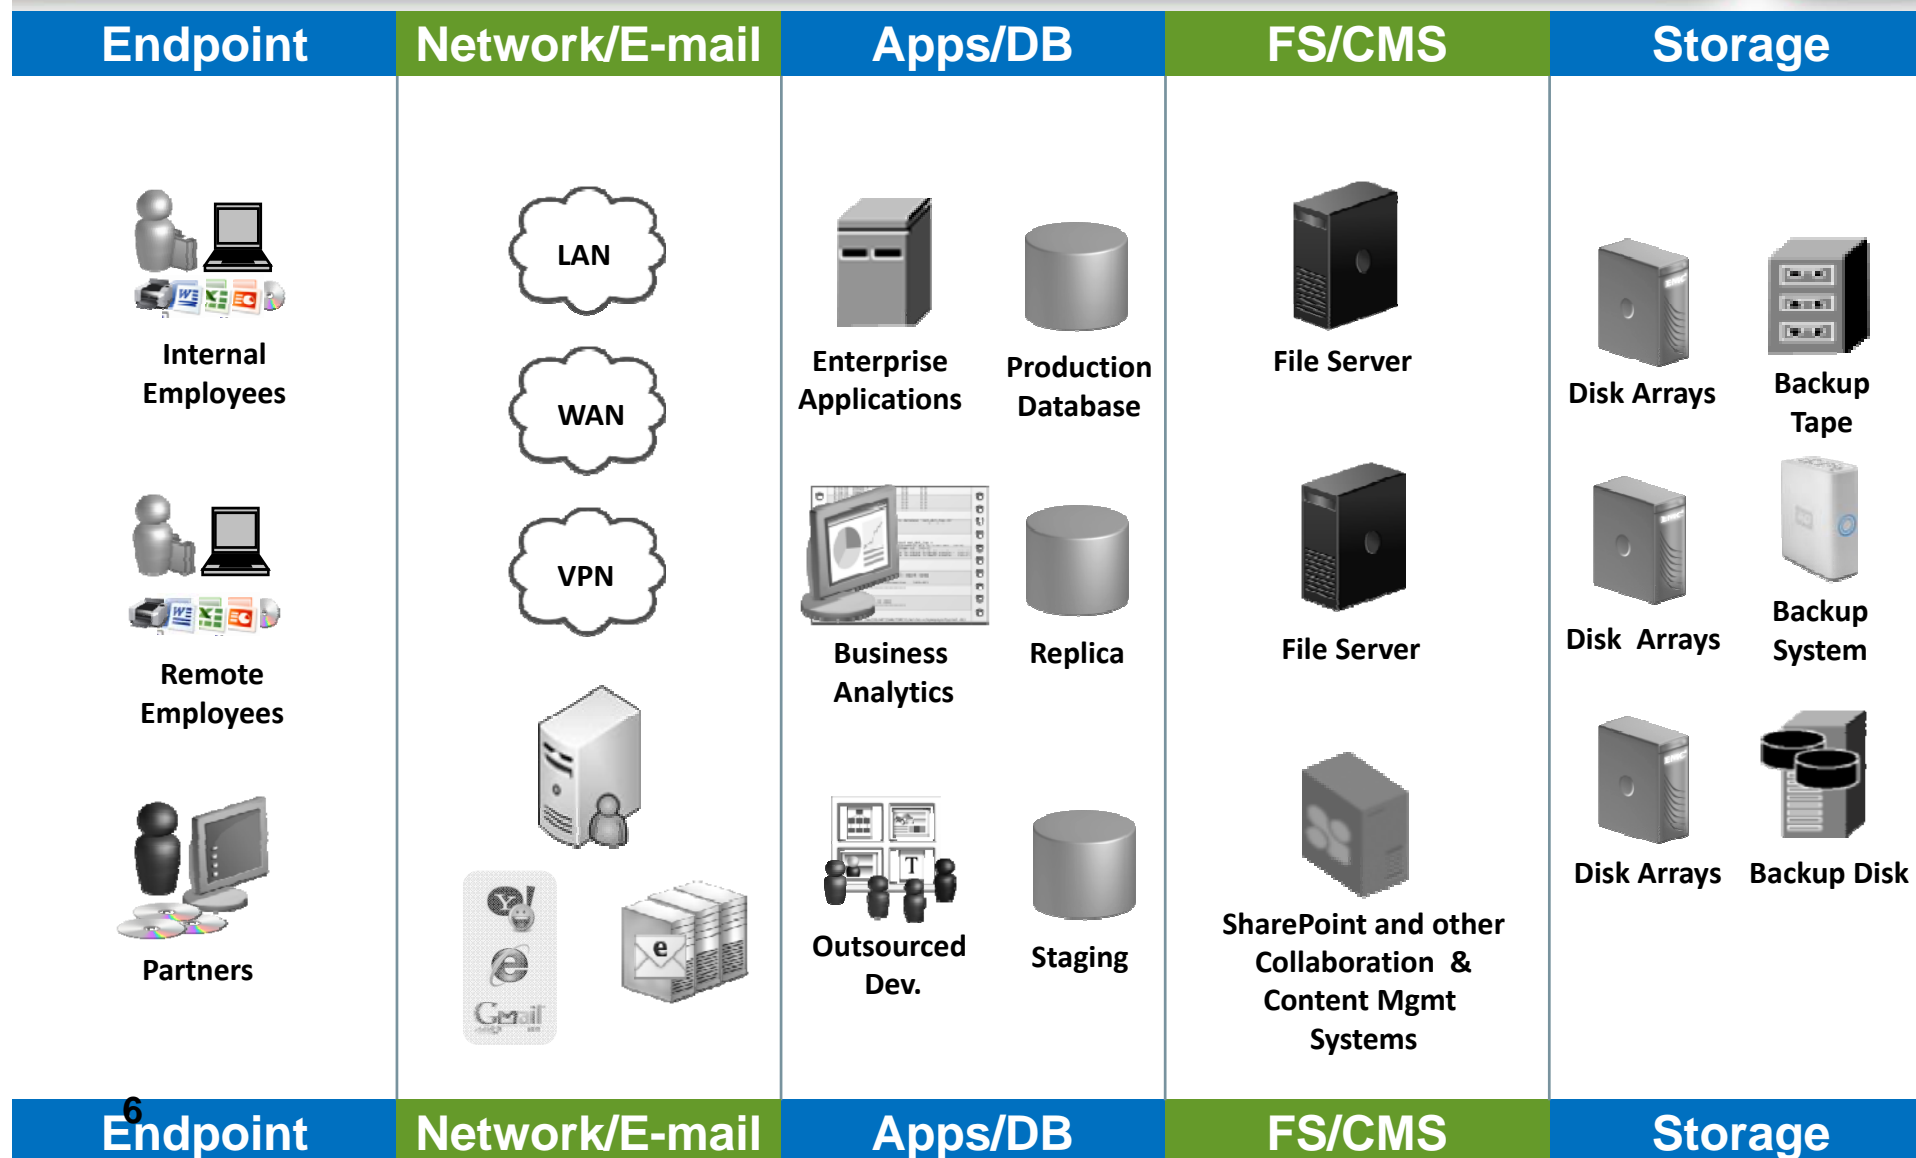 Endpoint
Network/E-mail
Apps/DB
FS/CMS
Storage
Internal
Employees
Remote
Employees
Partners
LAN
WAN
VPN
e
Gmail
Enterprise
Applications
Production
Database
Business
Analytics
Replica
T
Outsourced
Dev.
Staging
File Server
File Server
SharePoint and other
Collaboration &
Content Mgmt
Systems
Disk Arrays
Backup
Tape
Disk Arrays
Backup
System
Disk Arrays
Backup Disk
6
Endpoint
Network/E-mail
Apps/DB
FS/CMS
Storage